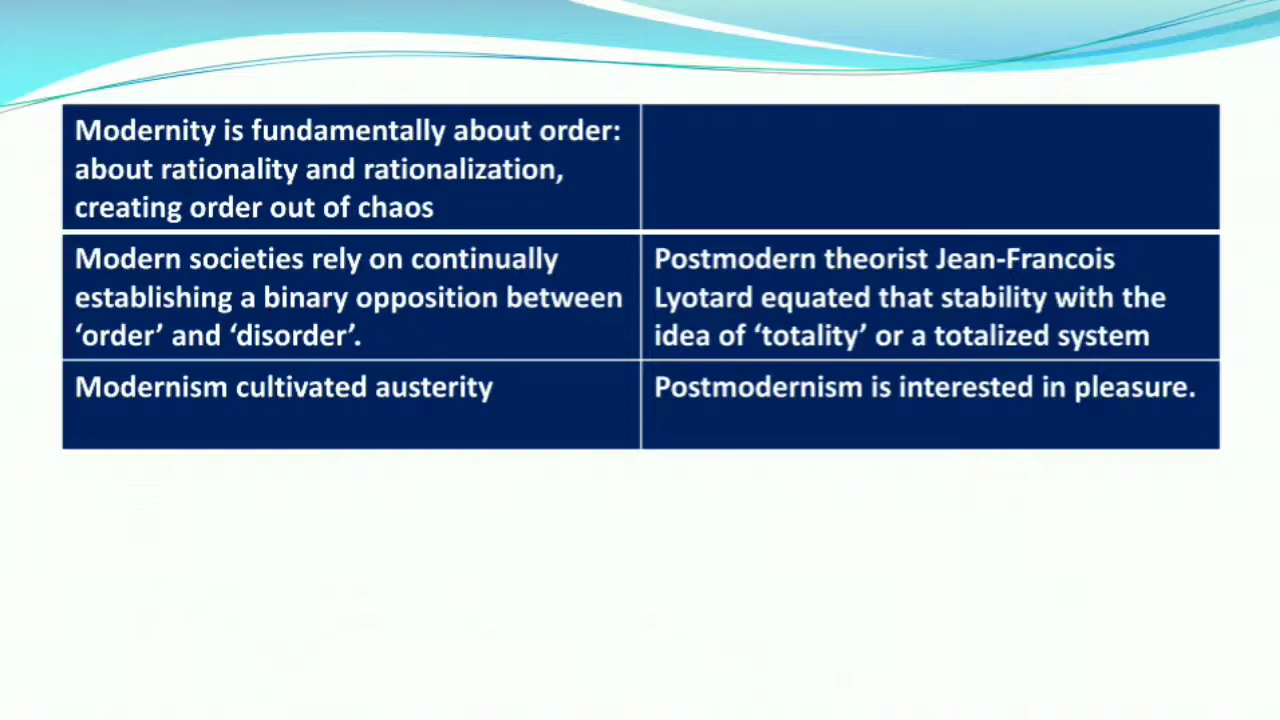 Modernity is fundamentally about order:
about rationality and rationalization,
creating order out of chaos
Modern societies rely on continually
establishing a binary opposition between
‘order’ and ‘disorder’.
Postmodern theorist Jean-Francois
Lyotard equated that stability with the
idea of ‘totality’ or a totalized system
Modernism cultivated austerity
Postmodernism is interested in pleasure.